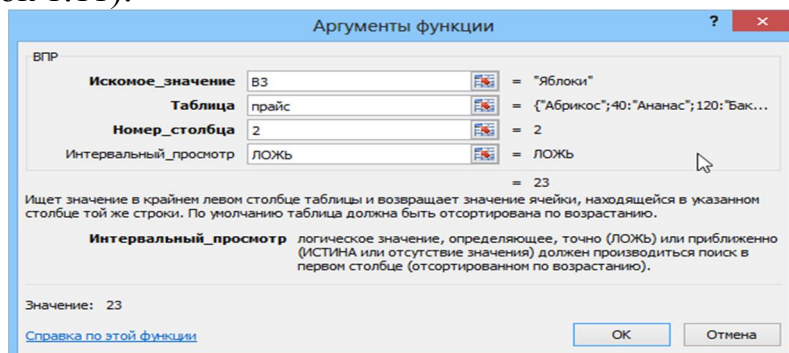 Аргументы функции ? ×
ВПР
Искомое_значение B3 = "Яблоки"
Таблица прайс = {"Абрикос";40:"Ананас";120:"Бак...
Номер_столбца 2 = 2
Интервальный_просмотр ЛОЖЬ = ЛОЖЬ
= 23
Ищет значение в крайнем левом столбце таблицы и возвращает значение ячейки, находящейся в указанном
столбце той же строки. По умолчанию таблица должна быть отсортирована по возрастанию.
Интервальный_просмотр логическое значение, определяющее, точно (ЛОЖЬ) или приближенно
(ИСТИНА или отсутствие значения) должен производиться поиск в
первом столбце (отсортированном по возрастанию).
Значение: 23
Справка по этой функции ОК Отмена